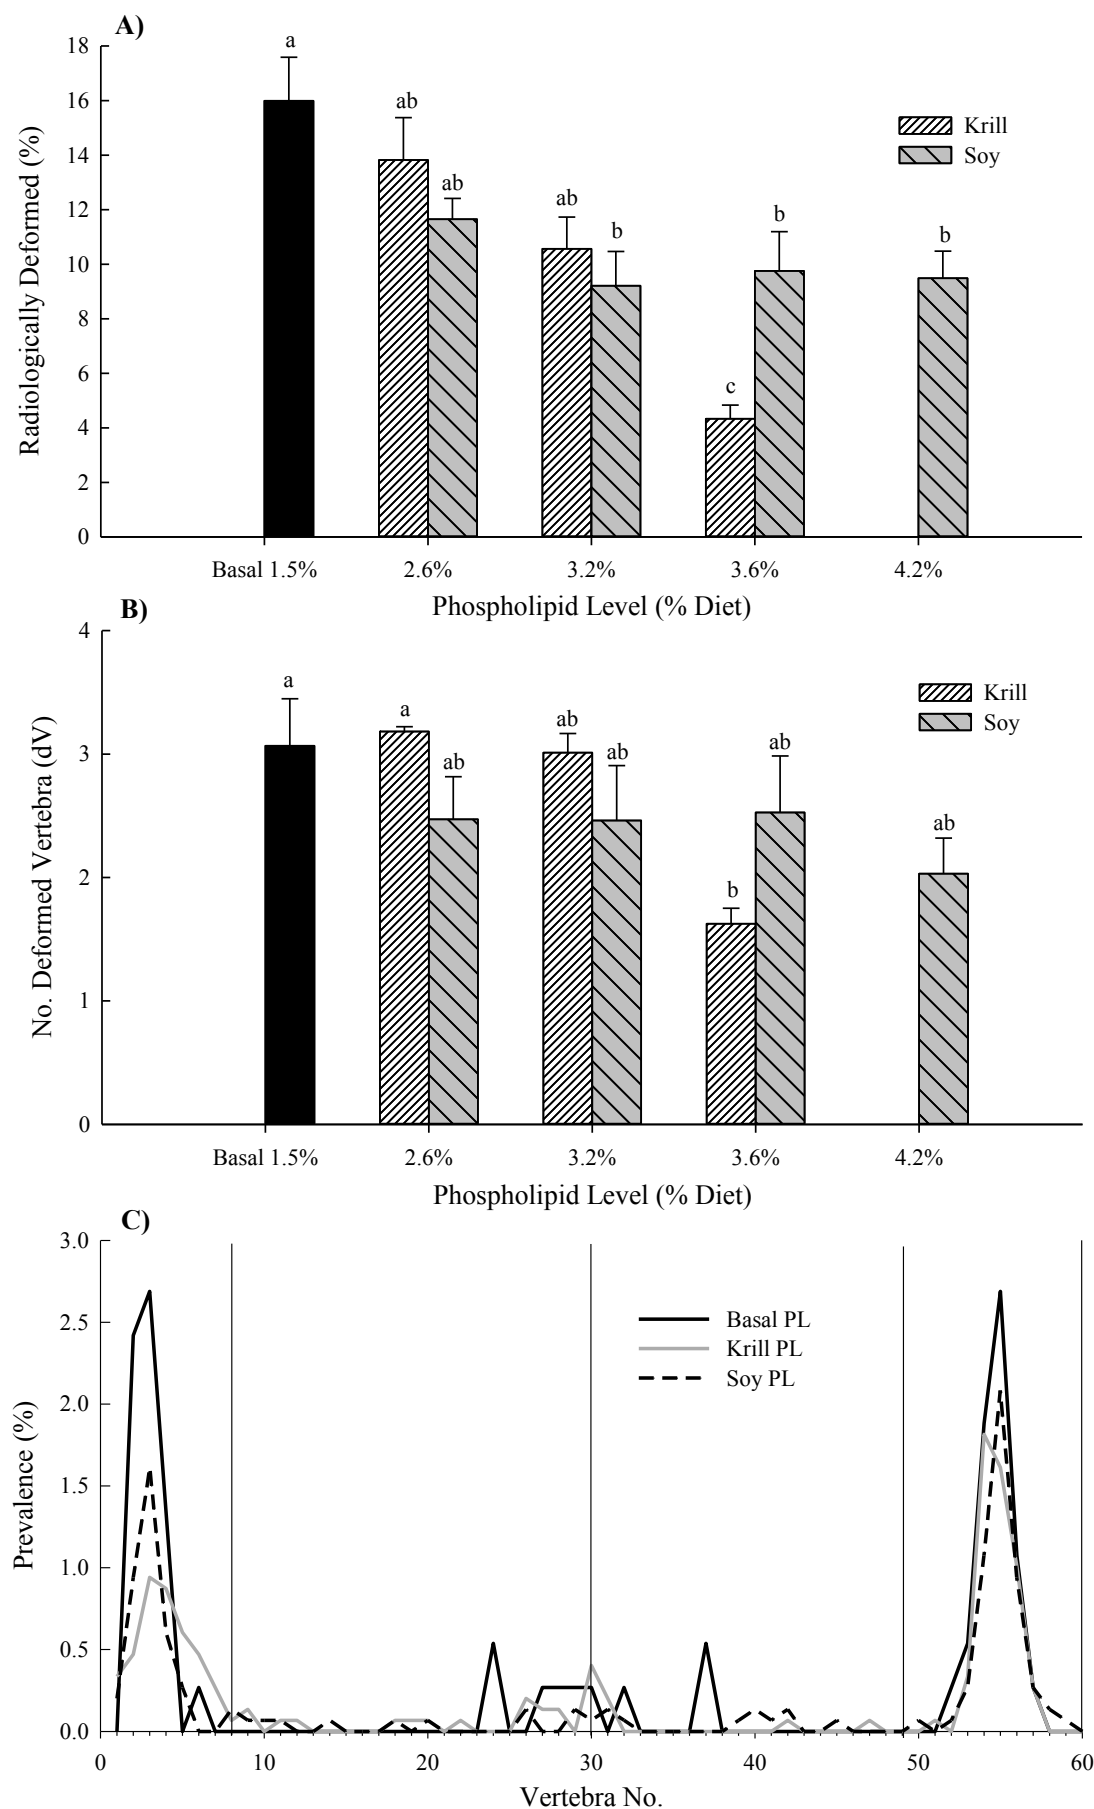 A)
18
16
14
12
10
8
6
4
2
0
Radiologically Deformed (%)
a
ab
ab
ab
b
c
b
b
Krill
Soy
Basal 1.5% 2.6% 3.2% 3.6% 4.2%
Phospholipid Level (% Diet)
B)
4
3
2
1
0
No. Deformed Vertebra (dV)
a
a
ab
ab
ab
b
ab
ab
Krill
Soy
Basal 1.5% 2.6% 3.2% 3.6% 4.2%
Phospholipid Level (% Diet)
C)
3.0
2.5
2.0
1.5
1.0
0.5
0.0
Prevalence (%)
Basal PL
Krill PL
Soy PL
0 10 20 30 40 50 60
Vertebra No.